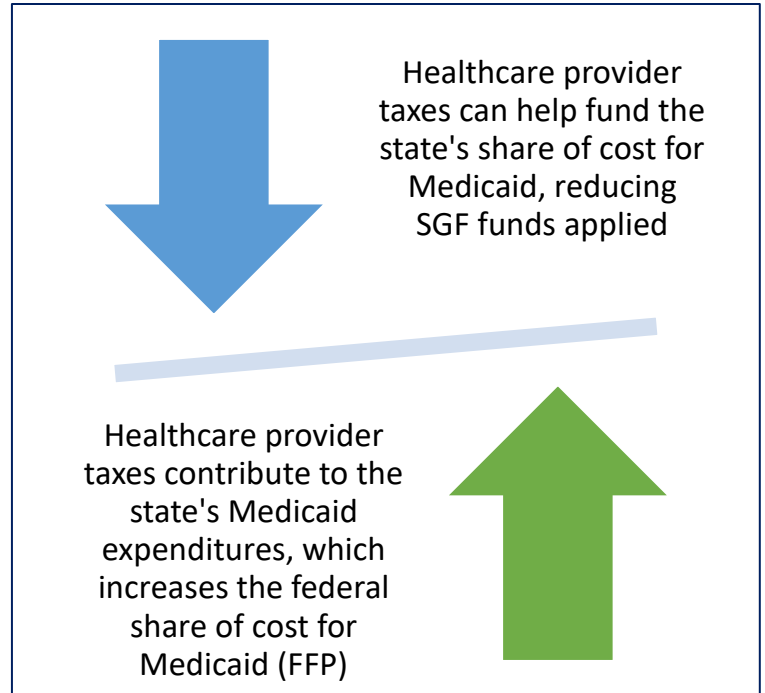 Healthcare provider
taxes can help fund the
state's share of cost for
Medicaid, reducing
SGF funds applied
Healthcare provider
taxes contribute to the
state's Medicaid
expenditures, which
increases the federal
share of cost for
Medicaid (FFP)